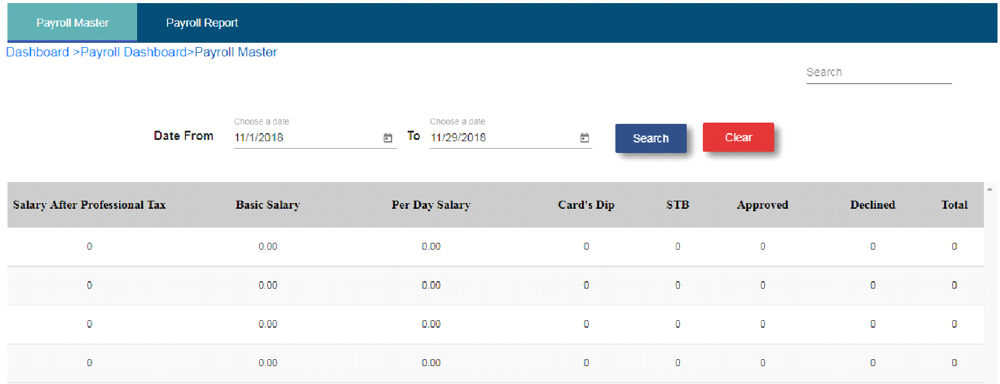 Payroll Master Payroll Report
Dashboard >Payroll Dashboard>Payroll Master
Search
Choose a date Choose a date
Date From 11/1/2018 To 11/29/2018 Search Clear
Salary After Professional Tax Basic Salary Per Day Salary Card's Dip STB Approved Declined Total
0 0.00 0.00 0 0 0 0 0
0 0.00 0.00 0 0 0 0 0
0 0.00 0.00 0 0 0 0 0
0 0.00 0.00 0 0 0 0 0